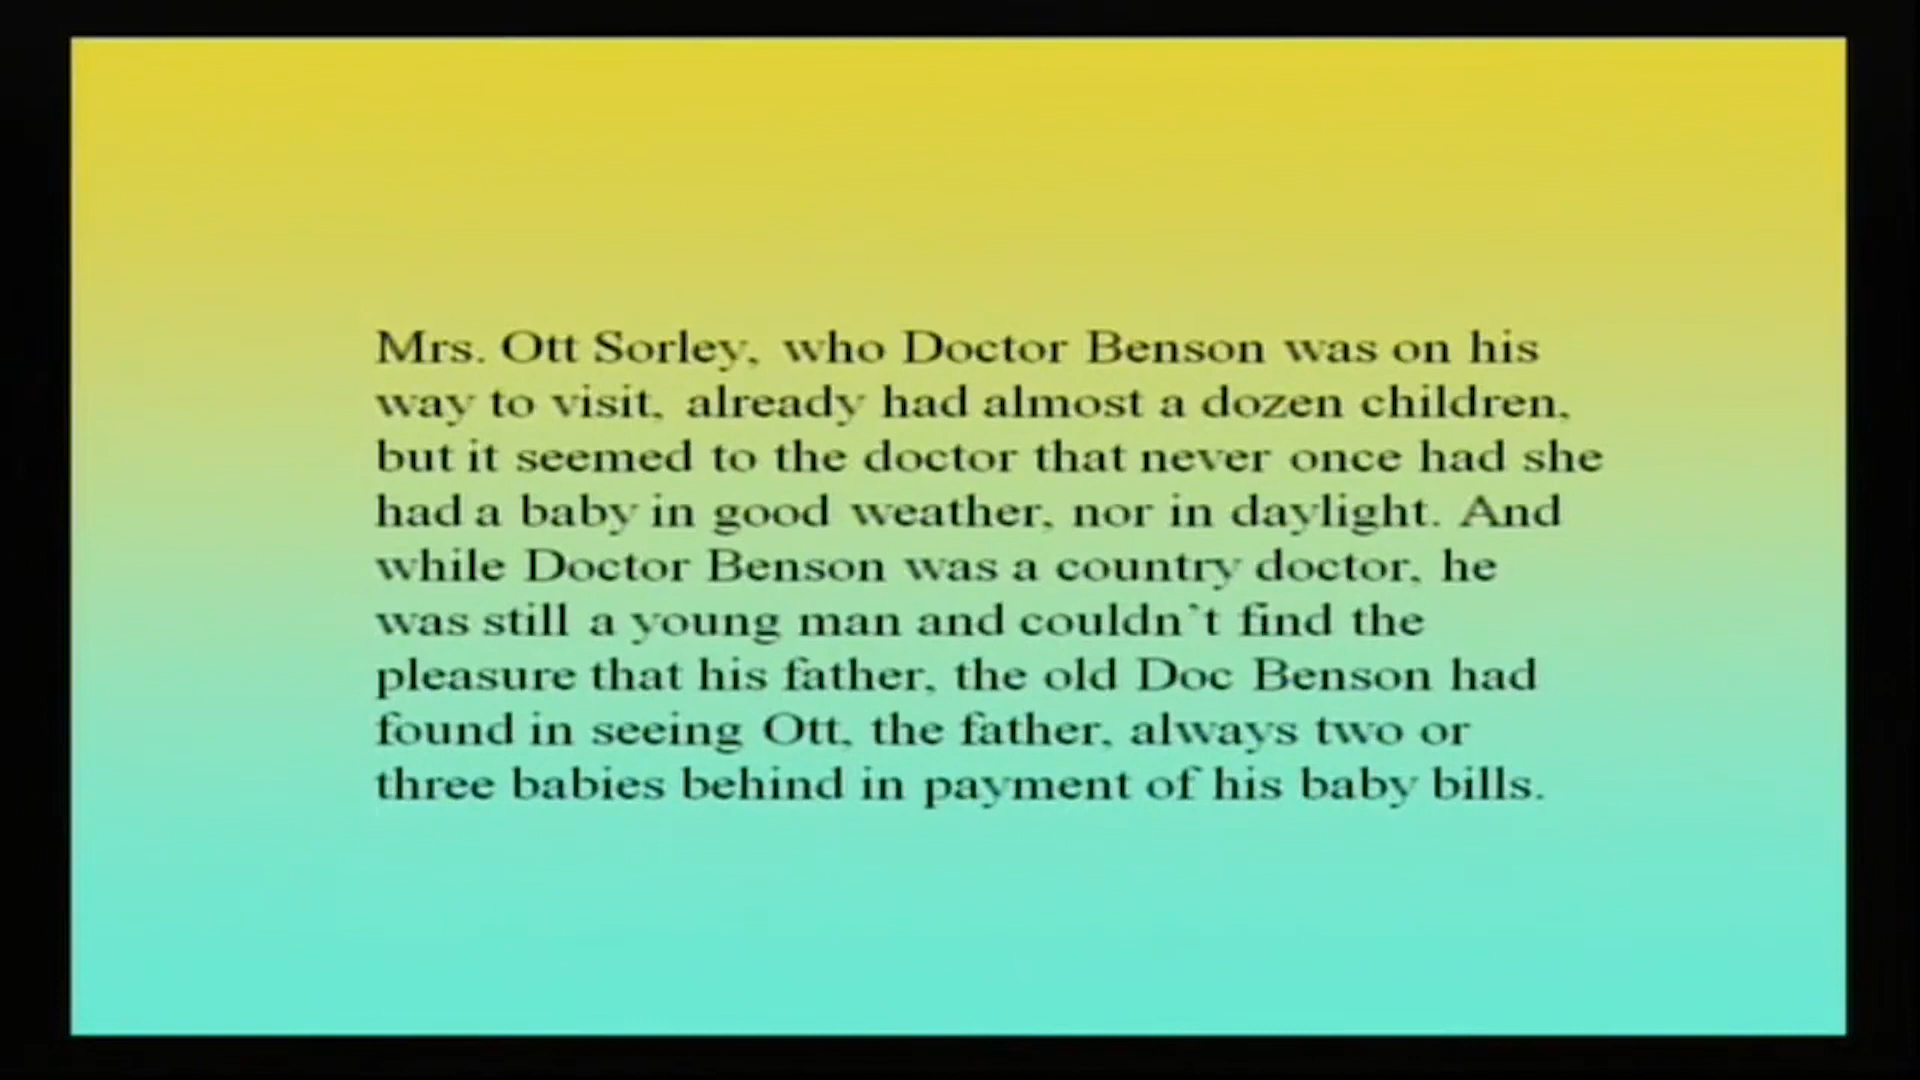 Mrs. Ott Sorley, who Doctor Benson was on his
way to visit, already had almost a dozen children,
but it seemed to the doctor that never once had she
had a baby in good weather, nor in daylight. And
while Doctor Benson was a country doctor, he
was still a young man and couldn't find the
pleasure that his father, the old Doc Benson had
found in seeing Ott, the father, always two or
three babies behind in payment of his baby bills.